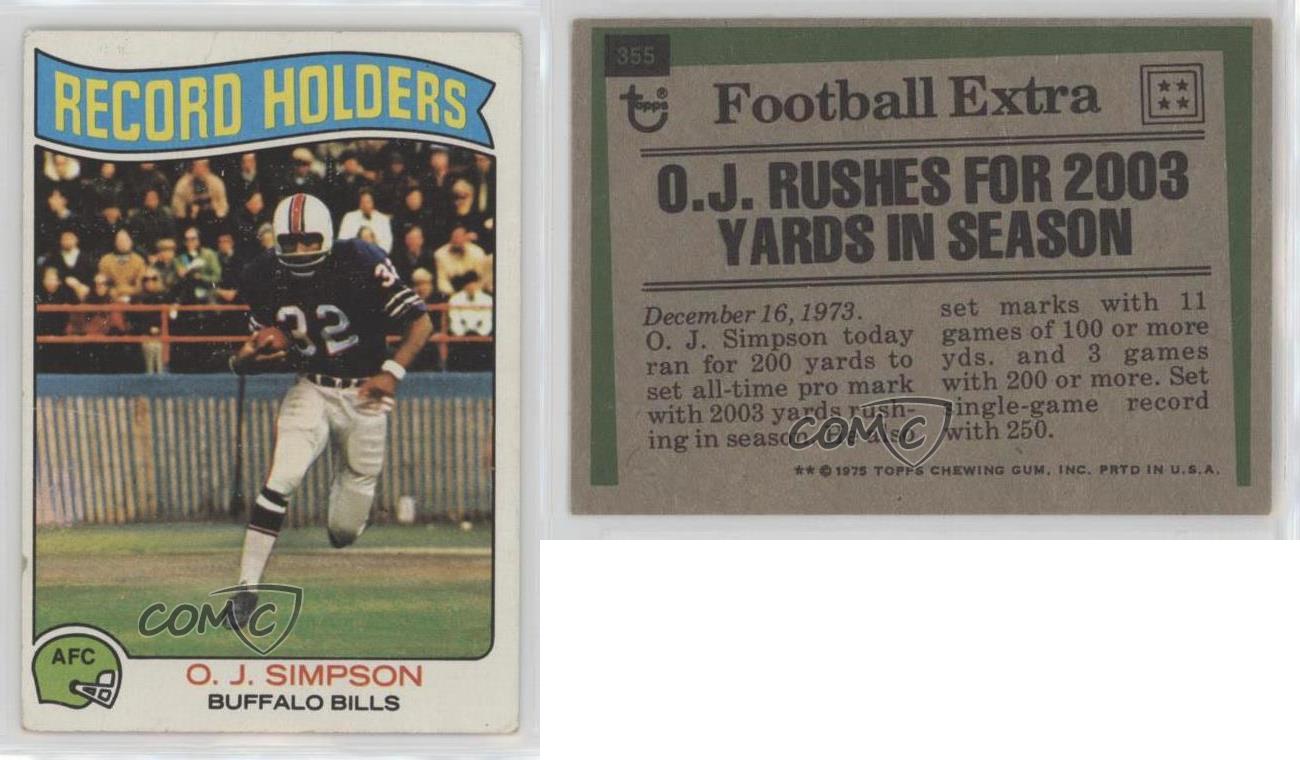 RECORD HOLDERS
32
32
COMC
AFC
O. J. SIMPSON
BUFFALO BILLS
355
topps®
Football Extra
O.J. RUSHES FOR 2003
YARDS IN SEASON
December 16, 1973.
O. J. Simpson today
ran for 200 yards to
set all-time pro mark
with 2003 yards rush-
ing in season. He also
set marks with 11
games of 100 or more
yds. and 3 games
with 200 or more. Set
single-game record
with 250.
COMC
** © 1975 TOPPS CHEWING GUM, INC. PRTD IN U.S.A.